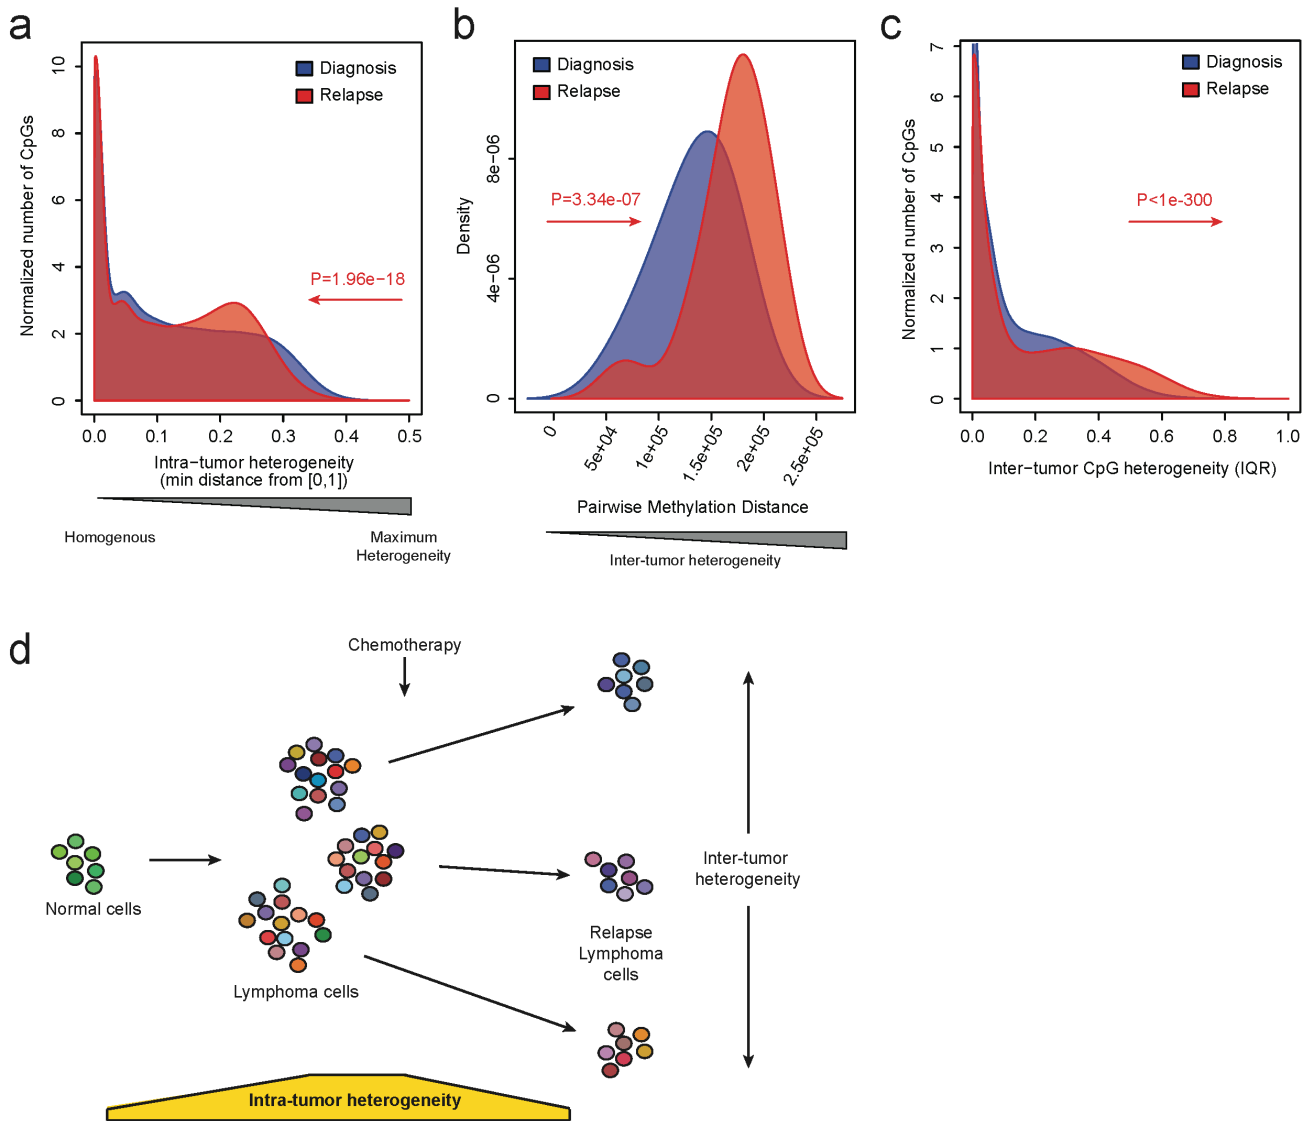 a
Normalized number of CpGs
10
8
6
4
2
0
Diagnosis
Relapse
P=1.96e−18
0.0
0.1
0.2
0.3
0.4
0.5
Intra−tumor heterogeneity
(min distance from [0,1])
Homogenous
Maximum
Heterogeneity
b
Density
8e−06
4e−06
0
Diagnosis
Relapse
P=3.34e-07
0
5e+04
1e+05
1.5e+05
2e+05
2.5e+05
Pairwise Methylation Distance
Inter-tumor heterogeneity
c
Normalized number of CpGs
7
6
5
4
3
2
1
0
Diagnosis
Relapse
P<1e-300
0.0
0.2
0.4
0.6
0.8
1.0
Inter-tumor CpG heterogeneity (IQR)
d
Chemotherapy
Normal cells
Lymphoma cells
Relapse
Lymphoma
cells
Inter-tumor
heterogeneity
Intra-tumor heterogeneity